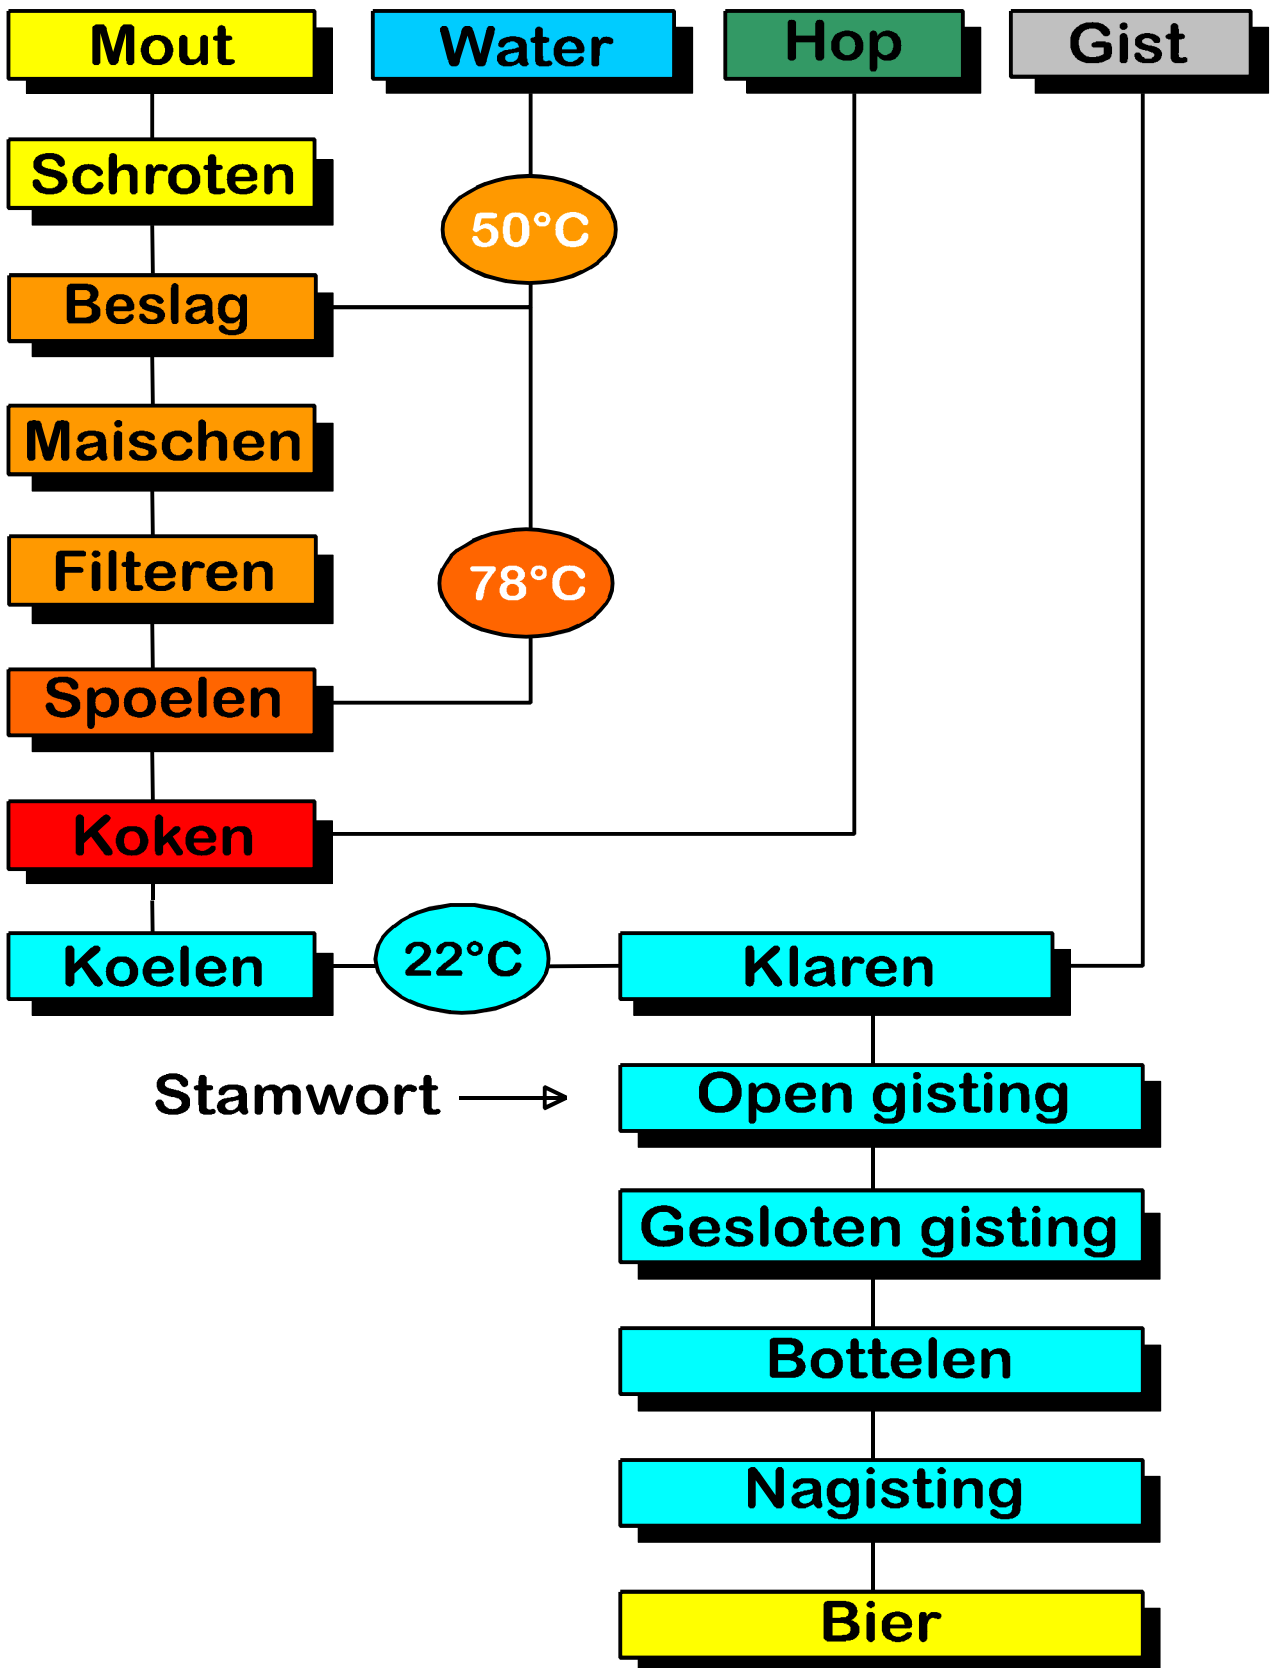 Mout
Water
Hop
Gist
Schroten
50°C
Beslag
Maischen
Filteren
78°C
Spoelen
Koken
Koelen
22°C
Klaren
Stamwort
Open gisting
Gesloten gisting
Bottelen
Nagisting
Bier